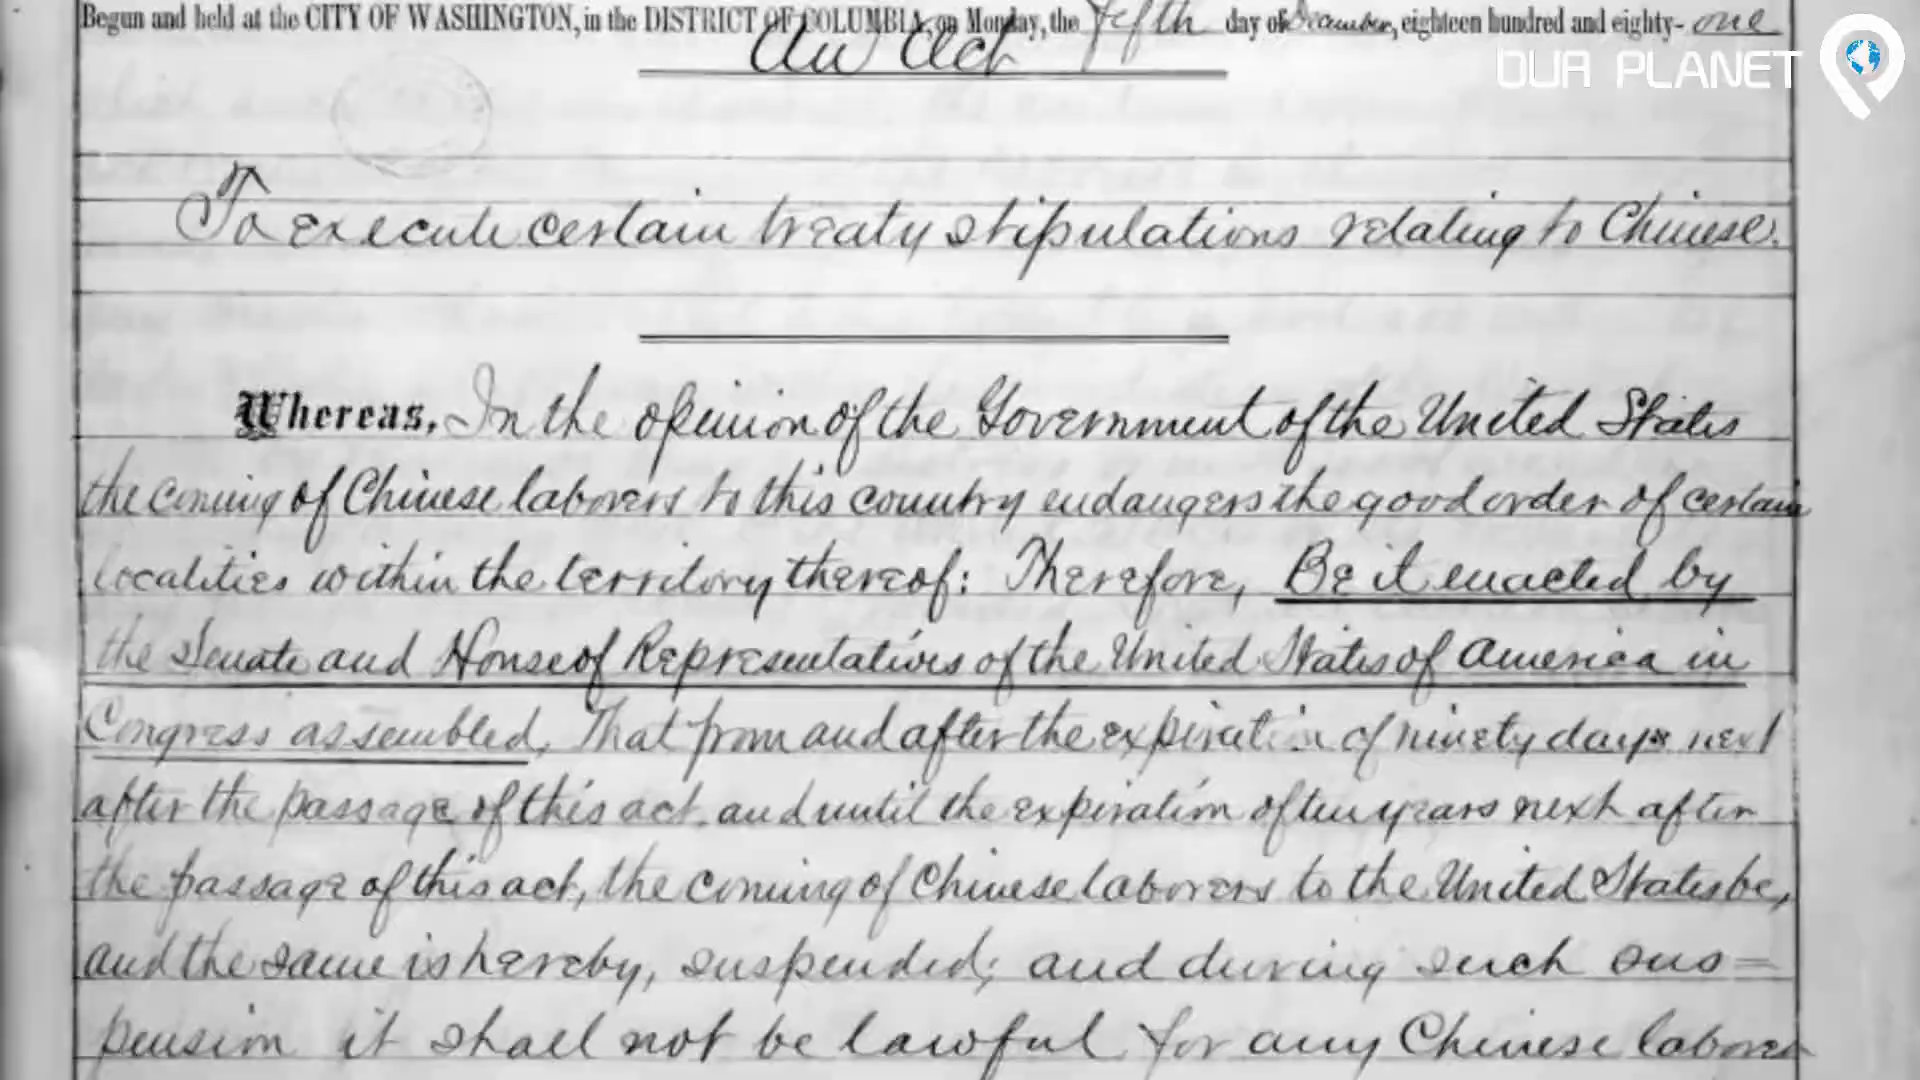 Begun and held at the CITY OF WASHINGTON, in the DISTRICT OF COLUMBIA, on Monday, the fifth day of December, eighteen hundred and eighty-one
An Act
OUR PLANET
To execute certain treaty stipulations relating to Chinese.
Whereas, In the opinion of the Government of the United States
the coming of Chinese laborers to this country endangers the good order of certain
localities within the territory thereof: Therefore, Be it enacted by
the Senate and House of Representatives of the United States of America in
Congress assembled, That from and after the expiration of ninety days next
after the passage of this act, and until the expiration of ten years next after
the passage of this act, the coming of Chinese laborers to the United States be,
and the same is hereby, suspended; and during such sus=
pension it shall not be lawful for any Chinese laborer